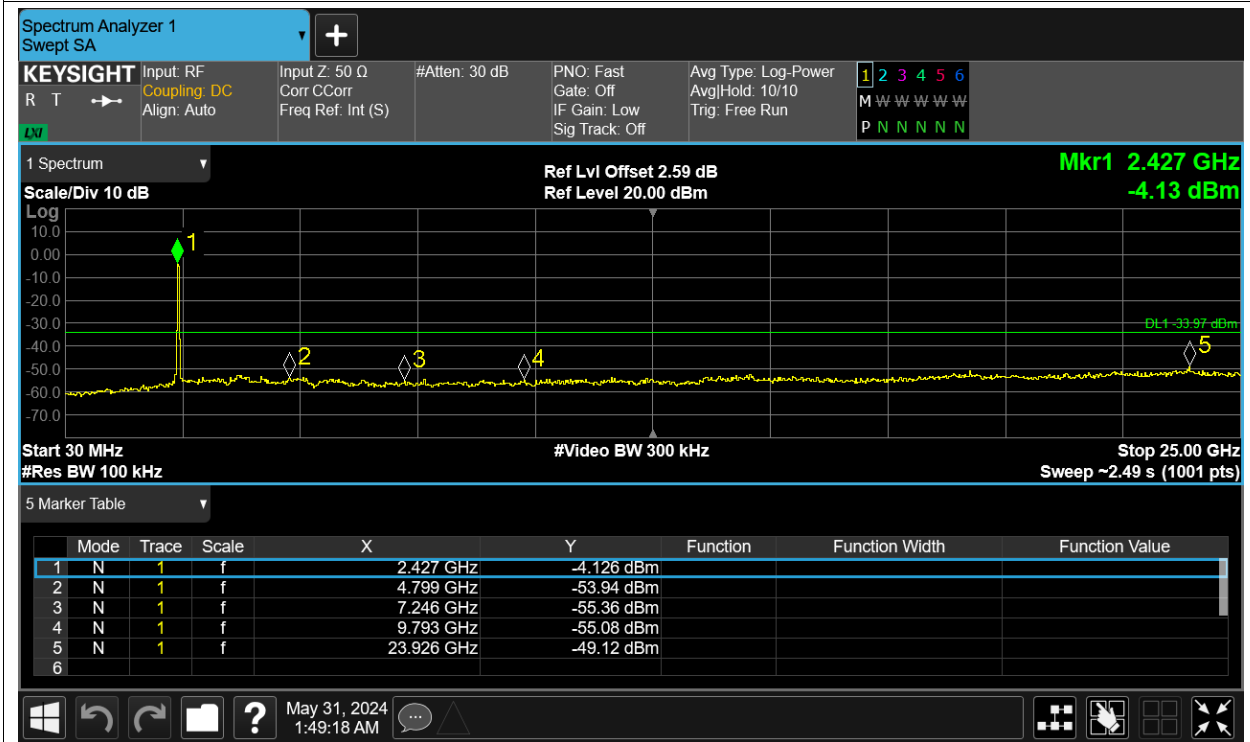 Spectrum Analyzer 1
Swept SA
+
KEYSIGHT
R T
LXI
Input: RF
Coupling: DC
Align: Auto
Input Z: 50 Ω
Corr CCorr
Freq Ref: Int (S)
#Atten: 30 dB
PNO: Fast
Gate: Off
IF Gain: Low
Sig Track: Off
Avg Type: Log-Power
Avg|Hold: 10/10
Trig: Free Run
1 2 3 4 5 6
M W W W W W
P N N N N N
1 Spectrum
Scale/Div 10 dB
Ref Lvl Offset 2.59 dB
Ref Level 20.00 dBm
Mkr1 2.427 GHz
-4.13 dBm
Log
10.0
0.00
-10.0
-20.0
-30.0
-40.0
-50.0
-60.0
-70.0
1
2
3
4
5
DL1 -33.97 dBm
Start 30 MHz
#Res BW 100 kHz
#Video BW 300 kHz
Stop 25.00 GHz
Sweep ~2.49 s (1001 pts)
5 Marker Table
Mode Trace Scale X Y Function Function Width Function Value
1 N 1 f 2.427 GHz -4.126 dBm
2 N 1 f 4.799 GHz -53.94 dBm
3 N 1 f 7.246 GHz -55.36 dBm
4 N 1 f 9.793 GHz -55.08 dBm
5 N 1 f 23.926 GHz -49.12 dBm
6
?
May 31, 2024
1:49:18 AM